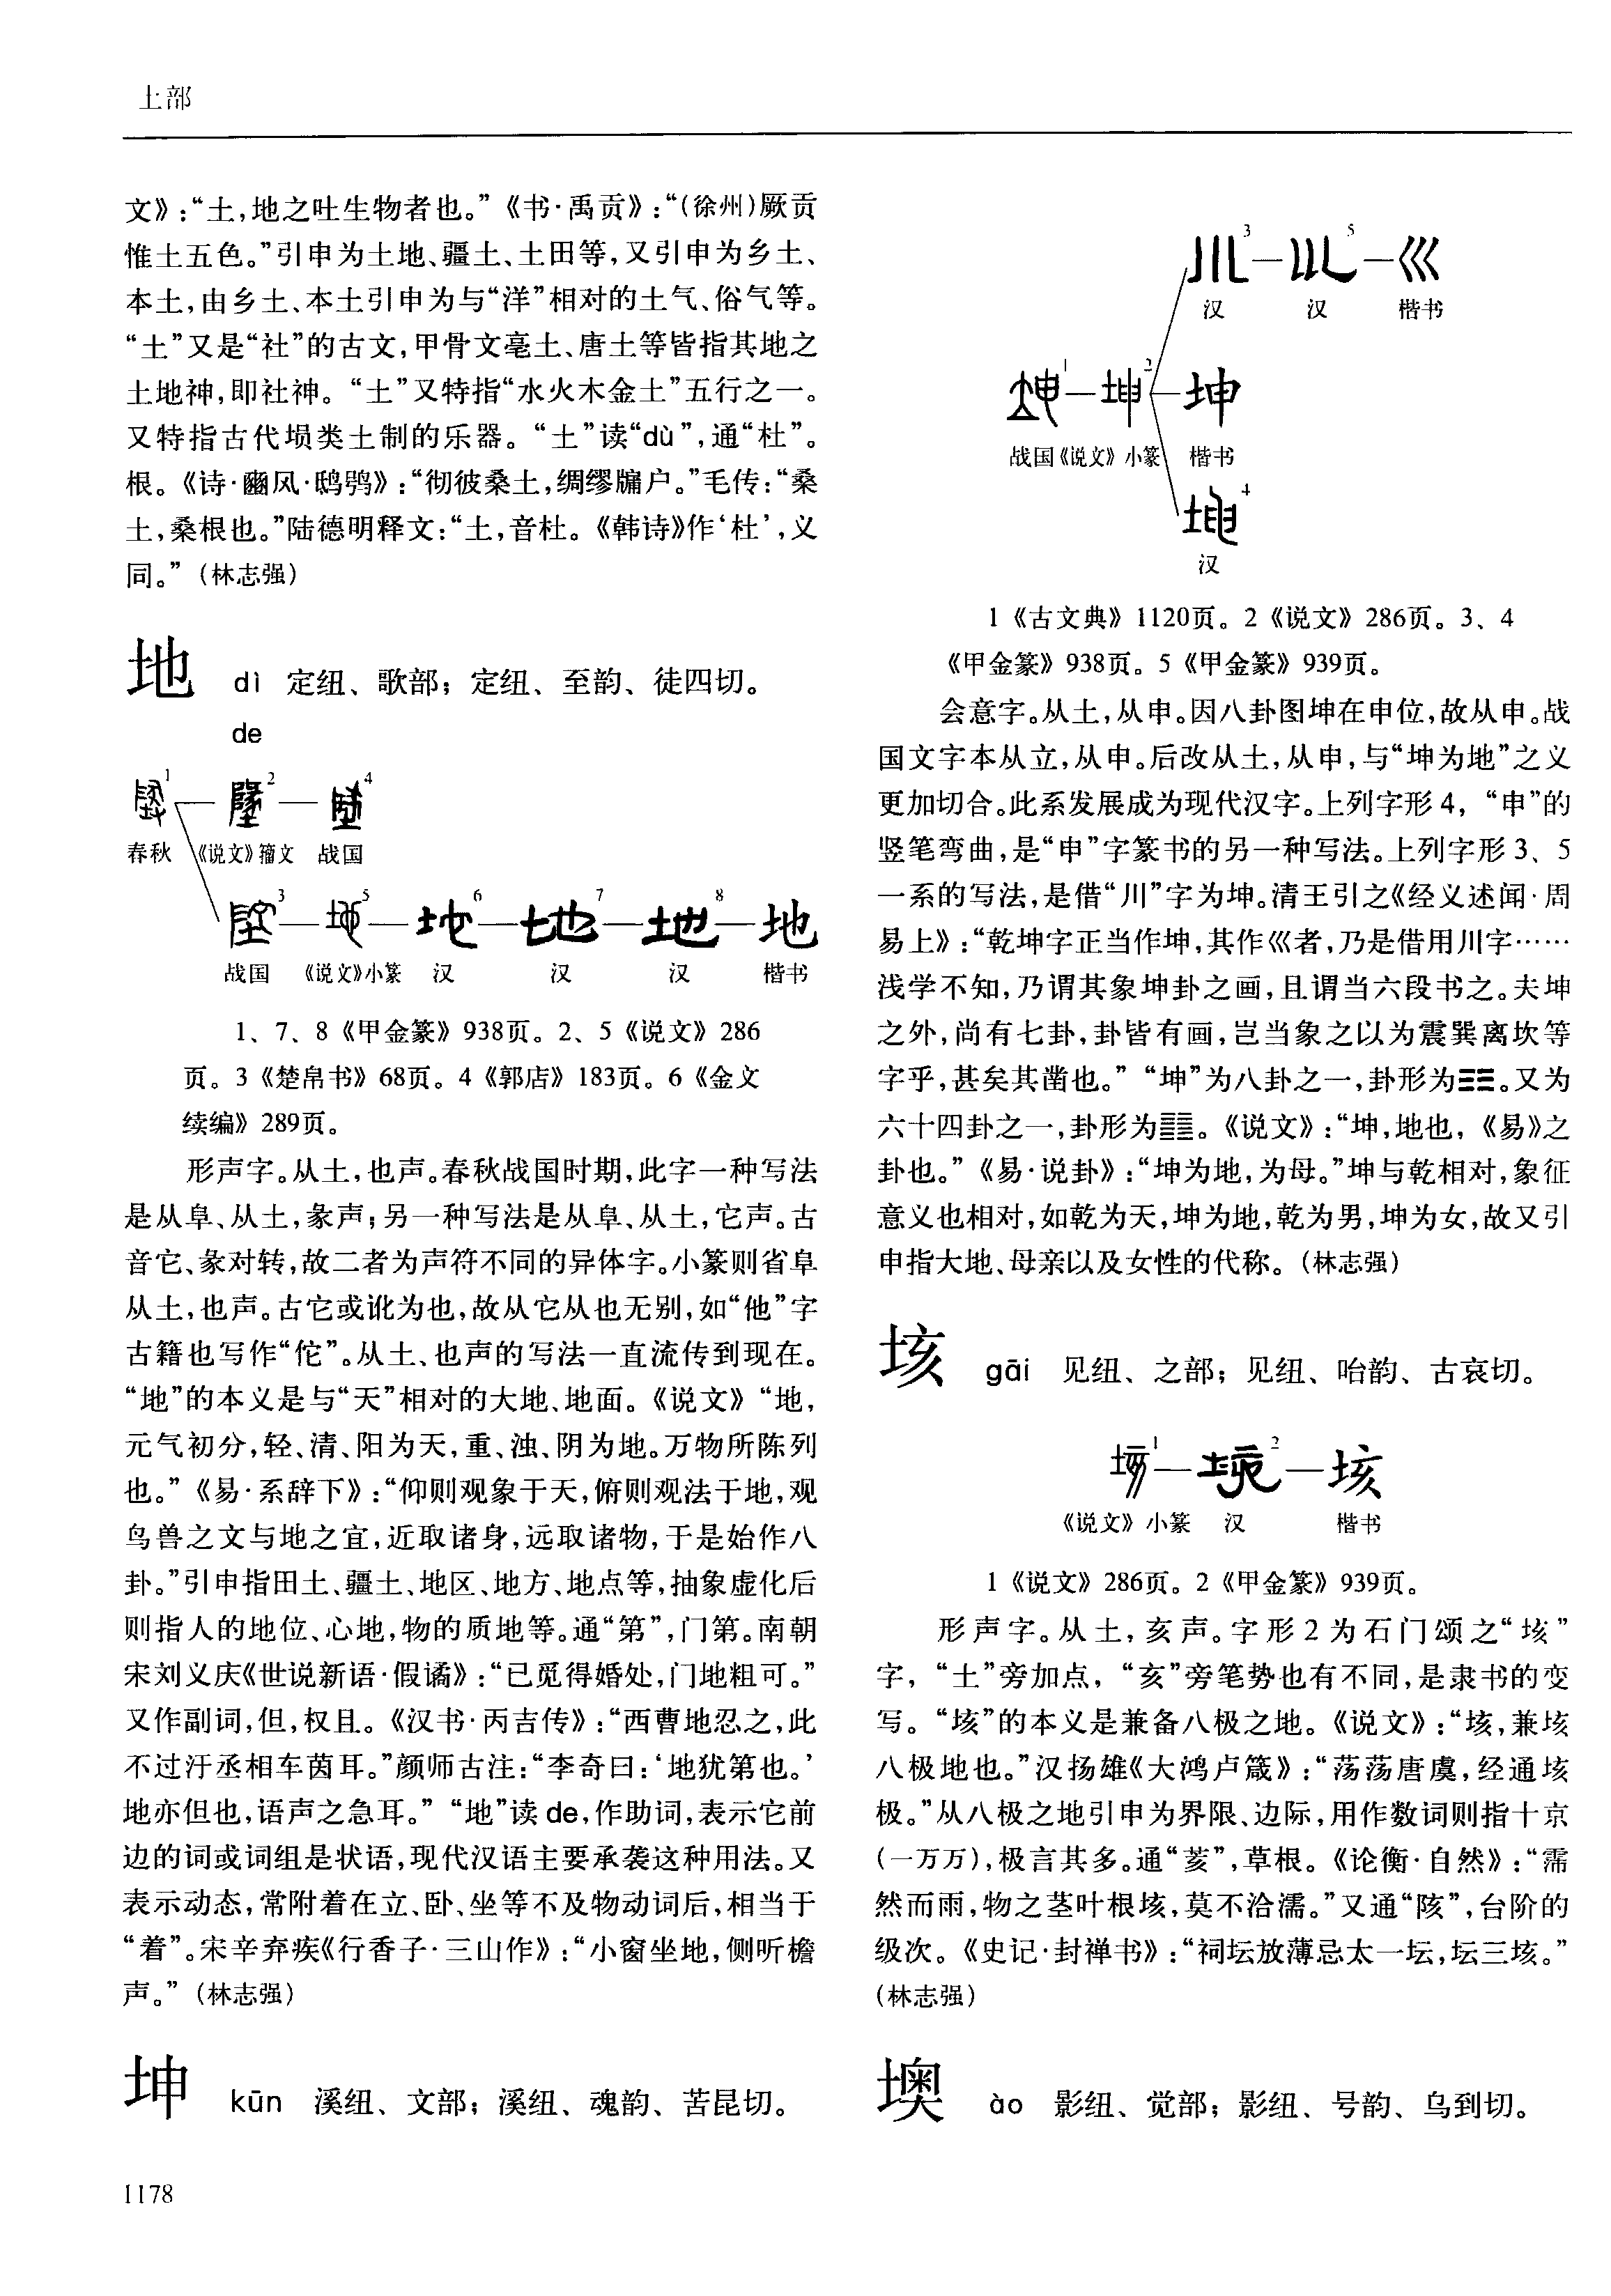 土部
文》:“土,地之吐生物者也。”《书·禹贡》:“(徐州)厥贡
惟土五色。”引申为土地、疆土、土田等,又引申为乡土、
本土,由乡土、本土引申为与“洋”相对的土气、俗气等。
“土”又是“社”的古文,甲骨文亳土、唐土等皆指其地之
土地神,即社神。“土”又特指“水火木金土”五行之一。
又特指古代埙类土制的乐器。“土”读“dù”,通“杜”。
根。《诗·豳风·鸱鸮》:“彻彼桑土,绸缪牖户。”毛传:“桑
土,桑根也。”陆德明释文:“土,音杜。《韩诗》作‘杜’,义
同。”(林志强)
地 dì 定纽、歌部;定纽、至韵、徒四切。
de
1 2 4
春秋 《说文》籀文 战国
3 5 6 7 8 地
战国 《说文》小篆 汉 汉 汉 楷书
1、7、8《甲金篆》938页。2、5《说文》286
页。3《楚帛书》68页。4《郭店》183页。6《金文
续编》289页。
形声字。从土,也声。春秋战国时期,此字一种写法
是从阜、从土,彖声;另一种写法是从阜、从土,它声。古
音它、彖对转,故二者为声符不同的异体字。小篆则省阜
从土,也声。古它或讹为也,故从它从也无别,如“他”字
古籍也写作“佗”。从土、也声的写法一直流传到现在。
“地”的本义是与“天”相对的大地、地面。《说文》“地,
元气初分,轻、清、阳为天,重、浊、阴为地。万物所陈列
也。”《易·系辞下》:“仰则观象于天,俯则观法于地,观
鸟兽之文与地之宜,近取诸身,远取诸物,于是始作八
卦。”引申指田土、疆土、地区、地方、地点等,抽象虚化后
则指人的地位、心地,物的质地等。通“第”,门第。南朝
宋刘义庆《世说新语·假谲》:“已觅得婚处,门地粗可。”
又作副词,但,权且。《汉书·丙吉传》:“西曹地忍之,此
不过汙丞相车茵耳。”颜师古注:“李奇曰:‘地犹第也。’
地亦但也,语声之急耳。”“地”读de,作助词,表示它前
边的词或词组是状语,现代汉语主要承袭这种用法。又
表示动态,常附着在立、卧、坐等不及物动词后,相当于
“着”。宋辛弃疾《行香子·三山作》:“小窗坐地,侧听檐
声。”(林志强)
坤 kūn 溪纽、文部;溪纽、魂韵、苦昆切。
1178
3 5 巛
汉 汉 楷书
1 2 坤
战国《说文》小篆 楷书
4
汉
1《古文典》1120页。2《说文》286页。3、4
《甲金篆》938页。5《甲金篆》939页。
会意字。从土,从申。因八卦图坤在申位,故从申。战
国文字本从立,从申。后改从土,从申,与“坤为地”之义
更加切合。此系发展成为现代汉字。上列字形4,“申”的
竖笔弯曲,是“申”字篆书的另一种写法。上列字形3、5
一系的写法,是借“川”字为坤。清王引之《经义述闻·周
易上》:“乾坤字正当作坤,其作巛者,乃是借用川字……
浅学不知,乃谓其象坤卦之画,且谓当六段书之。夫坤
之外,尚有七卦,卦皆有画,岂当象之以为震巽离坎等
字乎,甚矣其凿也。”“坤”为八卦之一,卦形为☷。又为
六十四卦之一,卦形为䷁。《说文》:“坤,地也,《易》之
卦也。”《易·说卦》:“坤为地,为母。”坤与乾相对,象征
意义也相对,如乾为天,坤为地,乾为男,坤为女,故又引
申指大地、母亲以及女性的代称。(林志强)
垓 gāi 见纽、之部;见纽、咍韵、古哀切。
1 2 垓
《说文》小篆 汉 楷书
1《说文》286页。2《甲金篆》939页。
形声字。从土,亥声。字形2为石门颂之“垓”
字,“土”旁加点,“亥”旁笔势也有不同,是隶书的变
写。“垓”的本义是兼备八极之地。《说文》:“垓,兼垓
八极地也。”汉扬雄《大鸿卢箴》:“荡荡唐虞,经通垓
极。”从八极之地引申为界限、边际,用作数词则指十京
(一万万),极言其多。通“荄”,草根。《论衡·自然》:“霈
然而雨,物之茎叶根垓,莫不洽濡。”又通“陔”,台阶的
级次。《史记·封禅书》:“祠坛放薄忌太一坛,坛三垓。”
(林志强)
墺 ào 影纽、觉部;影纽、号韵、乌到切。